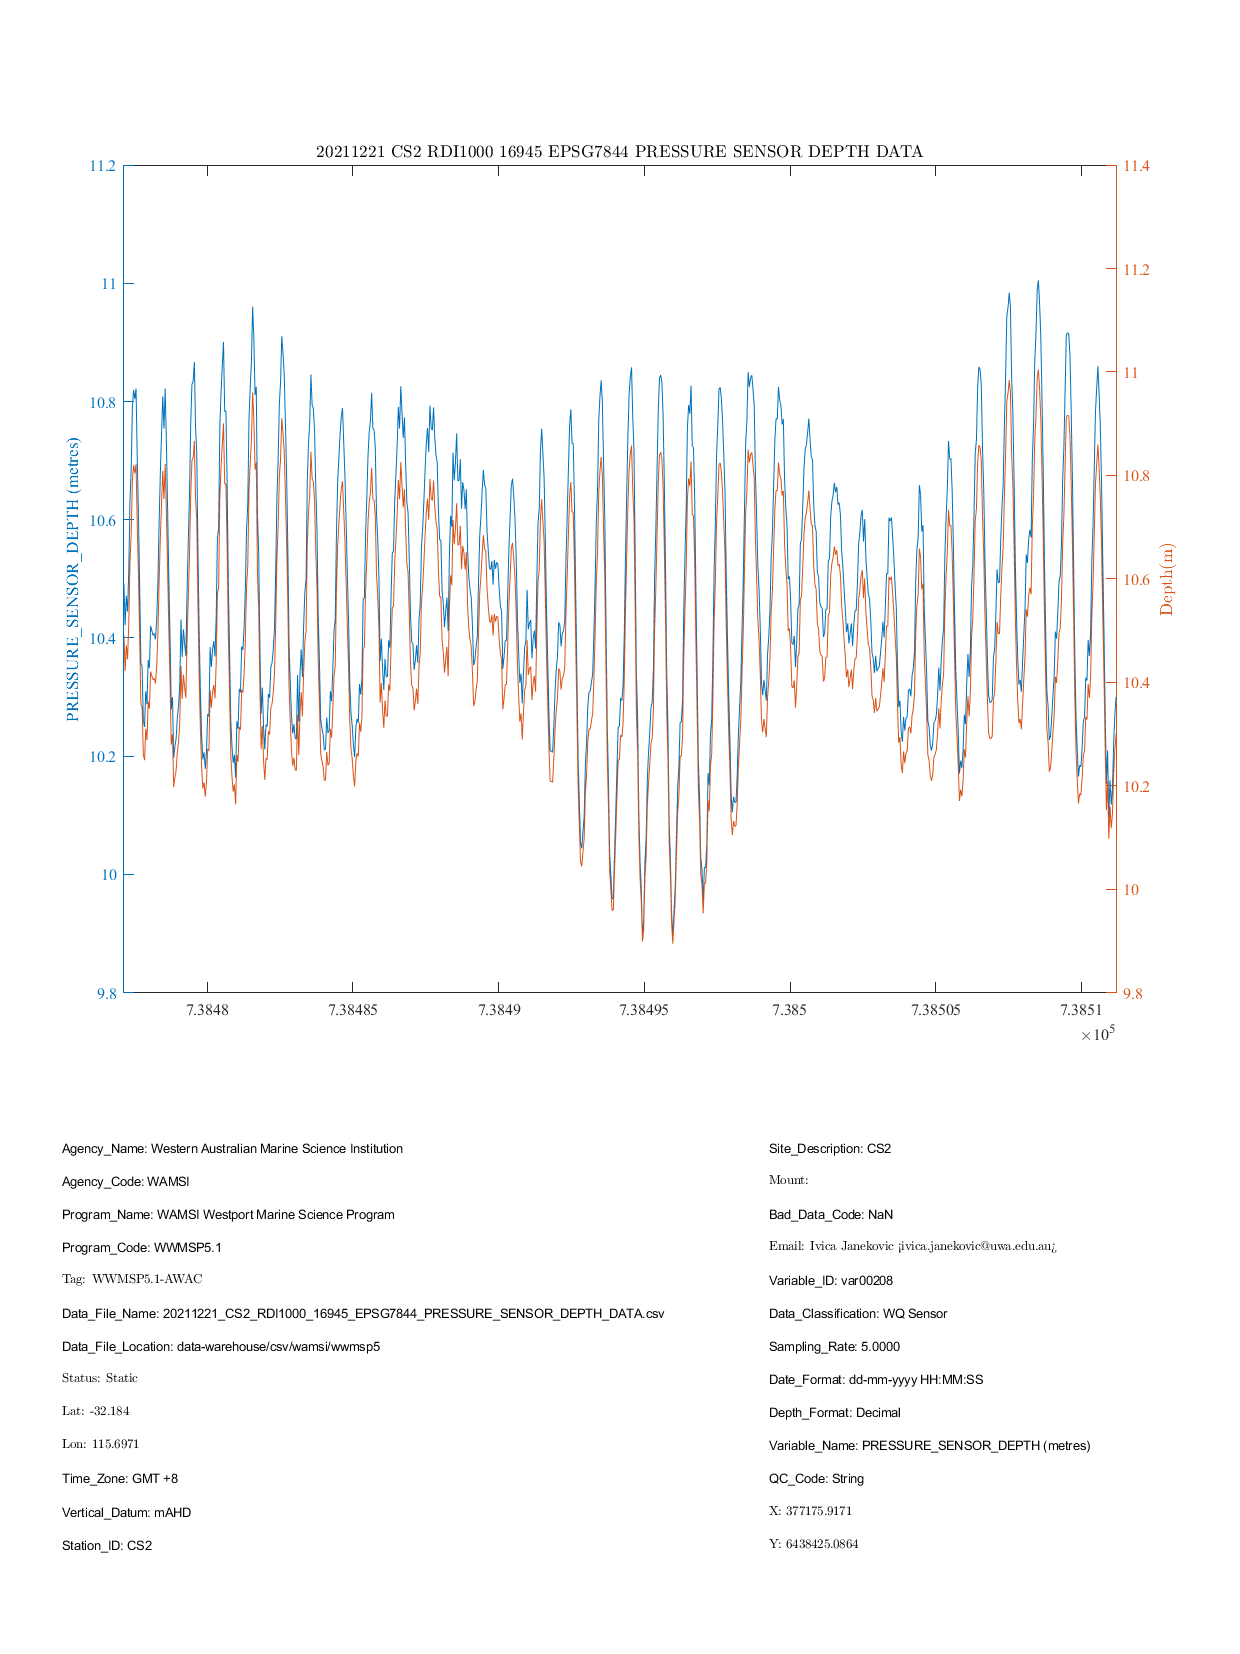 20211221 CS2 RDI1000 16945 EPSG7844 PRESSURE SENSOR DEPTH DATA
11.2
11
10.8
10.6
10.4
10.2
10
9.8
PRESSURE_SENSOR_DEPTH (metres)
11.4
11.2
11
10.8
10.6
10.4
10.2
10
9.8
Depth(m)
7.3848 7.38485 7.3849 7.38495 7.385 7.38505 7.3851
×10⁵
Agency_Name: Western Australian Marine Science Institution
Agency_Code: WAMSI
Program_Name: WAMSI Westport Marine Science Program
Program_Code: WWMSP5.1
Tag: WWMSP5.1-AWAC
Data_File_Name: 20211221_CS2_RDI1000_16945_EPSG7844_PRESSURE_SENSOR_DEPTH_DATA.csv
Data_File_Location: data-warehouse/csv/wamsi/wwmsp5
Status: Static
Lat: -32.184
Lon: 115.6971
Time_Zone: GMT +8
Vertical_Datum: mAHD
Station_ID: CS2
Site_Description: CS2
Mount:
Bad_Data_Code: NaN
Email: Ivica Janekovic ¡ivica.janekovic@uwa.edu.au¿
Variable_ID: var00208
Data_Classification: WQ Sensor
Sampling_Rate: 5.0000
Date_Format: dd-mm-yyyy HH:MM:SS
Depth_Format: Decimal
Variable_Name: PRESSURE_SENSOR_DEPTH (metres)
QC_Code: String
X: 377175.9171
Y: 6438425.0864